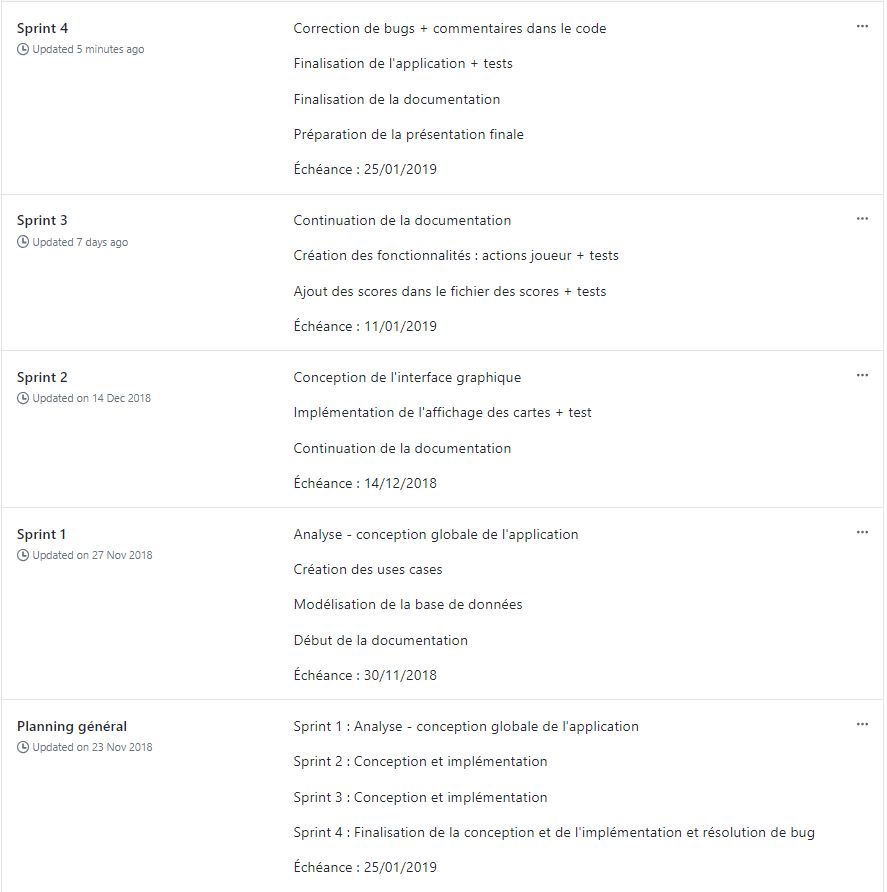 Sprint 4
Updated 5 minutes ago
Correction de bugs + commentaires dans le code
Finalisation de l'application + tests
Finalisation de la documentation
Préparation de la présentation finale
Échéance : 25/01/2019
Sprint 3
Updated 7 days ago
Continuation de la documentation
Création des fonctionnalités : actions joueur + tests
Ajout des scores dans le fichier des scores + tests
Échéance : 11/01/2019
Sprint 2
Updated on 14 Dec 2018
Conception de l'interface graphique
Implémentation de l'affichage des cartes + test
Continuation de la documentation
Échéance : 14/12/2018
Sprint 1
Updated on 27 Nov 2018
Analyse - conception globale de l'application
Création des uses cases
Modélisation de la base de données
Début de la documentation
Échéance : 30/11/2018
Planning général
Updated on 23 Nov 2018
Sprint 1 : Analyse - conception globale de l'application
Sprint 2 : Conception et implémentation
Sprint 3 : Conception et implémentation
Sprint 4 : Finalisation de la conception et de l'implémentation et résolution de bug
Échéance : 25/01/2019